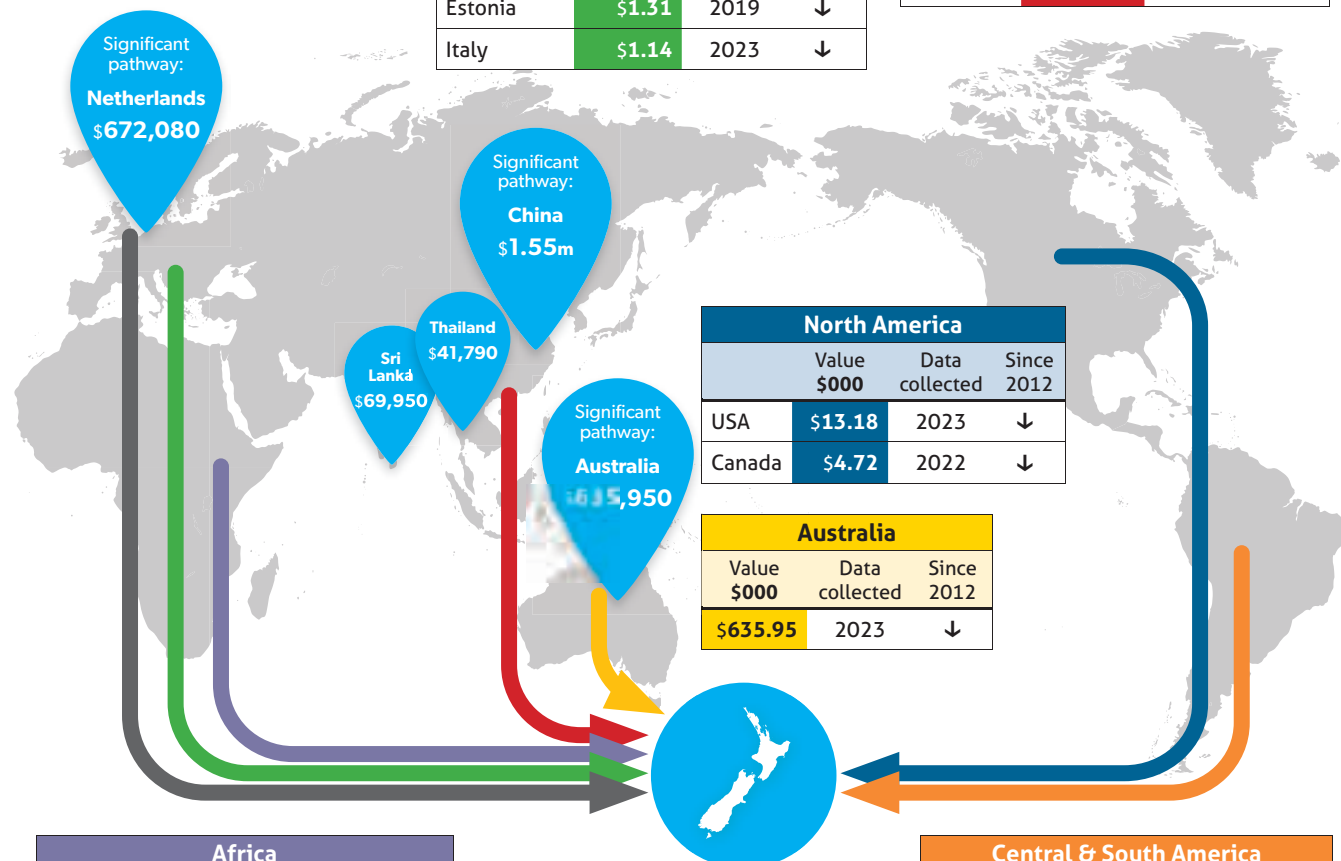 Estonia $1.31 2019 ↓
Italy $1.14 2023 ↓
Significant
pathway:
Netherlands
$672,080
Significant
pathway:
China
$1.55m
Thailand
$41,790
Sri
Lanka
$69,950
Significant
pathway:
Australia
,950
North America
Value Data Since
$000 collected 2012
USA $13.18 2023 ↓
Canada $4.72 2022 ↓
Australia
Value Data Since
$000 collected 2012
$635.95 2023 ↓
Africa
Central & South America